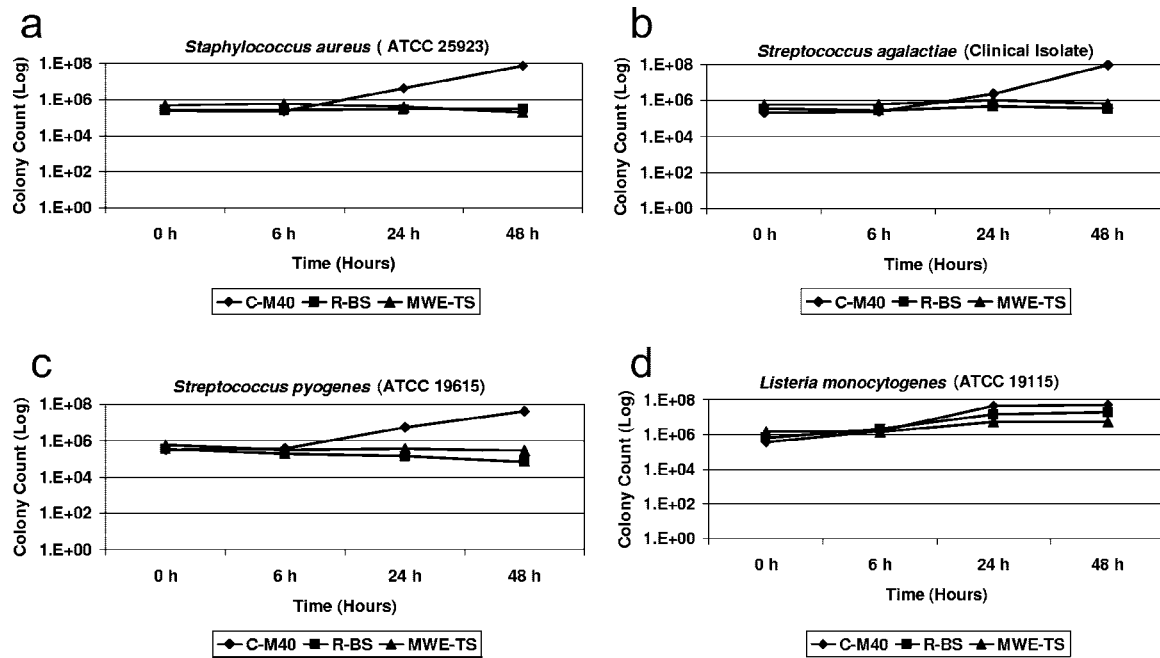 a
Staphylococcus aureus ( ATCC 25923)
Colony Count (Log)
1.E+08
1.E+06
1.E+04
1.E+02
1.E+00
0 h 6 h 24 h 48 h
Time (Hours)
C-M40 R-BS MWE-TS
b
Streptococcus agalactiae (Clinical Isolate)
Colony Count (Log)
1.E+08
1.E+06
1.E+04
1.E+02
1.E+00
0 h 6 h 24 h 48 h
Time (Hours)
C-M40 R-BS MWE-TS
c
Streptococcus pyogenes (ATCC 19615)
Colony Count (Log)
1.E+08
1.E+06
1.E+04
1.E+02
1.E+00
0 h 6 h 24 h 48 h
Time (Hours)
C-M40 R-BS MWE-TS
d
Listeria monocytogenes (ATCC 19115)
Colony Count (Log)
1.E+08
1.E+06
1.E+04
1.E+02
1.E+00
0 h 6 h 24 h 48 h
Time (Hours)
C-M40 R-BS MWE-TS